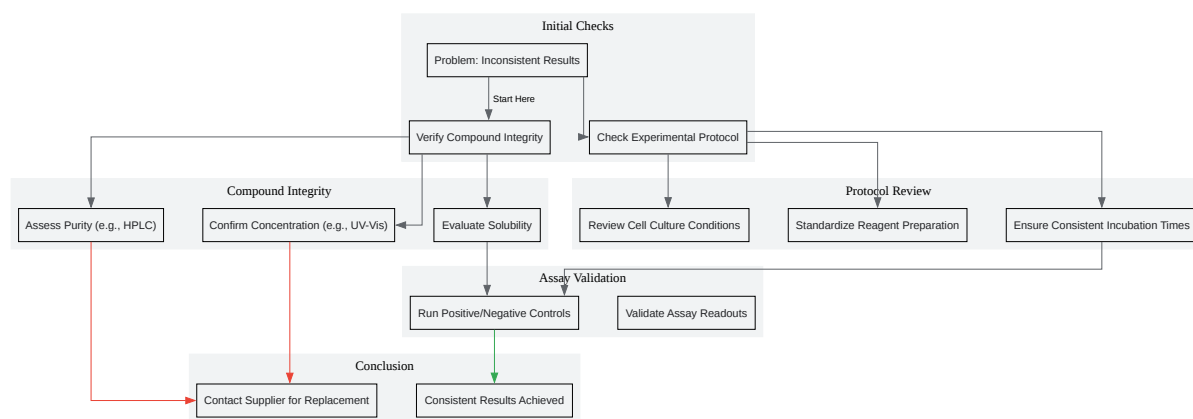 Initial Checks
Problem: Inconsistent Results
Start Here
Verify Compound Integrity
Check Experimental Protocol
Compound Integrity
Protocol Review
Assess Purity (e.g., HPLC)
Confirm Concentration (e.g., UV-Vis)
Evaluate Solubility
Review Cell Culture Conditions
Standardize Reagent Preparation
Ensure Consistent Incubation Times
Assay Validation
Run Positive/Negative Controls
Validate Assay Readouts
Conclusion
Contact Supplier for Replacement
Consistent Results Achieved